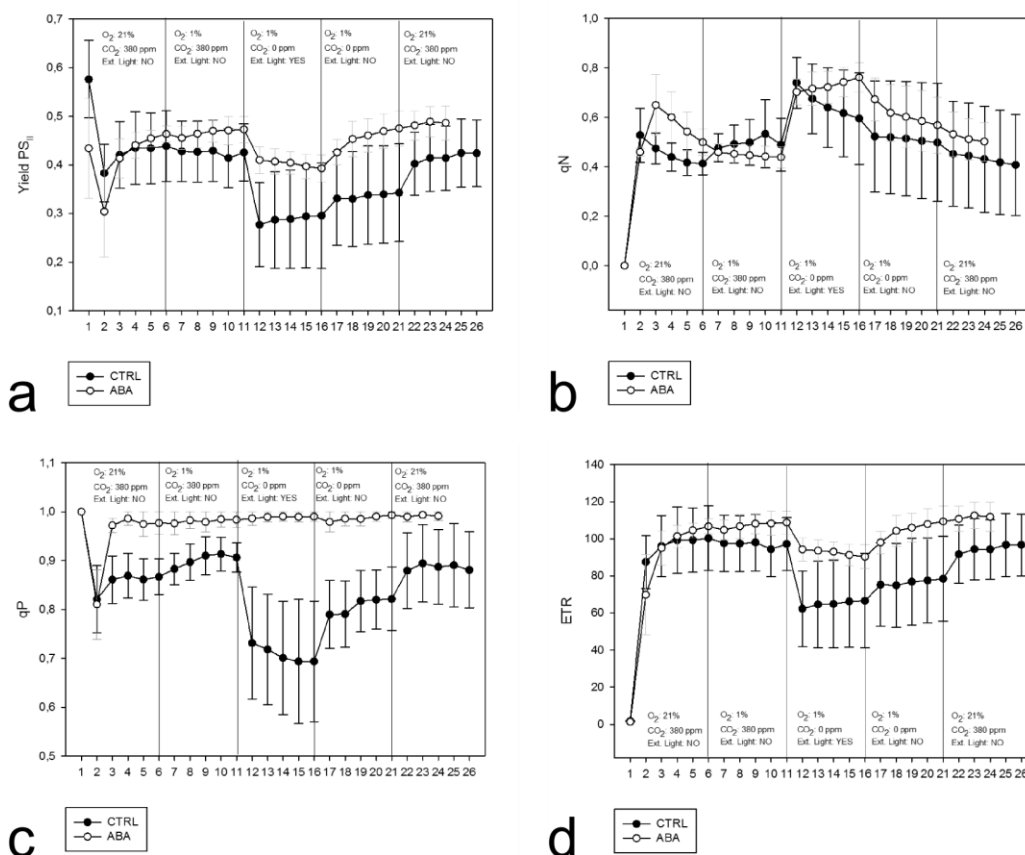 0,7
0,6
0,5
0,4
0,3
0,2
0,1
Yield PS_II
O₂: 21%
CO₂: 380 ppm
Ext. Light: NO
O₂: 1%
CO₂: 380 ppm
Ext. Light: NO
O₂: 1%
CO₂: 0 ppm
Ext. Light: YES
O₂: 1%
CO₂: 0 ppm
Ext. Light: NO
O₂: 21%
CO₂: 380 ppm
Ext. Light: NO
1 2 3 4 5 6 7 8 9 10 11 12 13 14 15 16 17 18 19 20 21 22 23 24 25 26
CTRL
ABA
a
1,0
0,8
0,6
0,4
0,2
0,0
qN
O₂: 21%
CO₂: 380 ppm
Ext. Light: NO
O₂: 1%
CO₂: 380 ppm
Ext. Light: NO
O₂: 1%
CO₂: 0 ppm
Ext. Light: YES
O₂: 1%
CO₂: 0 ppm
Ext. Light: NO
O₂: 21%
CO₂: 380 ppm
Ext. Light: NO
1 2 3 4 5 6 7 8 9 10 11 12 13 14 15 16 17 18 19 20 21 22 23 24 25 26
CTRL
ABA
b
1,1
1,0
0,9
0,8
0,7
0,6
0,5
qP
O₂: 21%
CO₂: 380 ppm
Ext. Light: NO
O₂: 1%
CO₂: 380 ppm
Ext. Light: NO
O₂: 1%
CO₂: 0 ppm
Ext. Light: YES
O₂: 1%
CO₂: 0 ppm
Ext. Light: NO
O₂: 21%
CO₂: 380 ppm
Ext. Light: NO
1 2 3 4 5 6 7 8 9 10 11 12 13 14 15 16 17 18 19 20 21 22 23 24 25 26
CTRL
ABA
c
140
120
100
80
60
40
20
0
ETR
O₂: 21%
CO₂: 380 ppm
Ext. Light: NO
O₂: 1%
CO₂: 380 ppm
Ext. Light: NO
O₂: 1%
CO₂: 0 ppm
Ext. Light: YES
O₂: 1%
CO₂: 0 ppm
Ext. Light: NO
O₂: 21%
CO₂: 380 ppm
Ext. Light: NO
1 2 3 4 5 6 7 8 9 10 11 12 13 14 15 16 17 18 19 20 21 22 23 24 25 26
CTRL
ABA
d